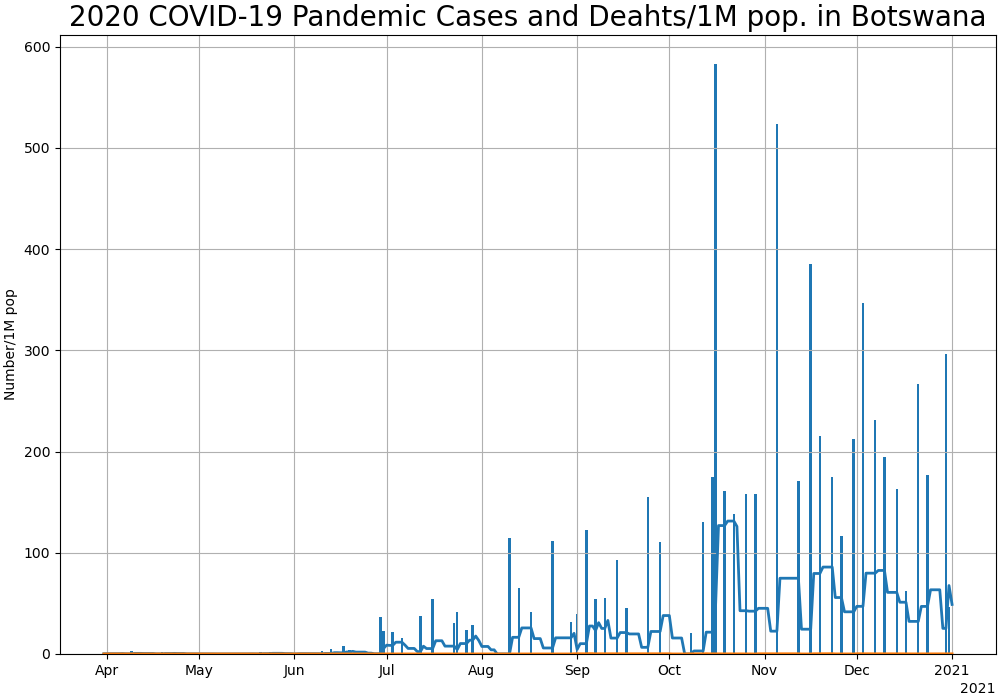 2020 COVID-19 Pandemic Cases and Deahts/1M pop. in Botswana
600
500
400
300
200
100
0
Number/1M pop
Apr May Jun Jul Aug Sep Oct Nov Dec 2021
2021